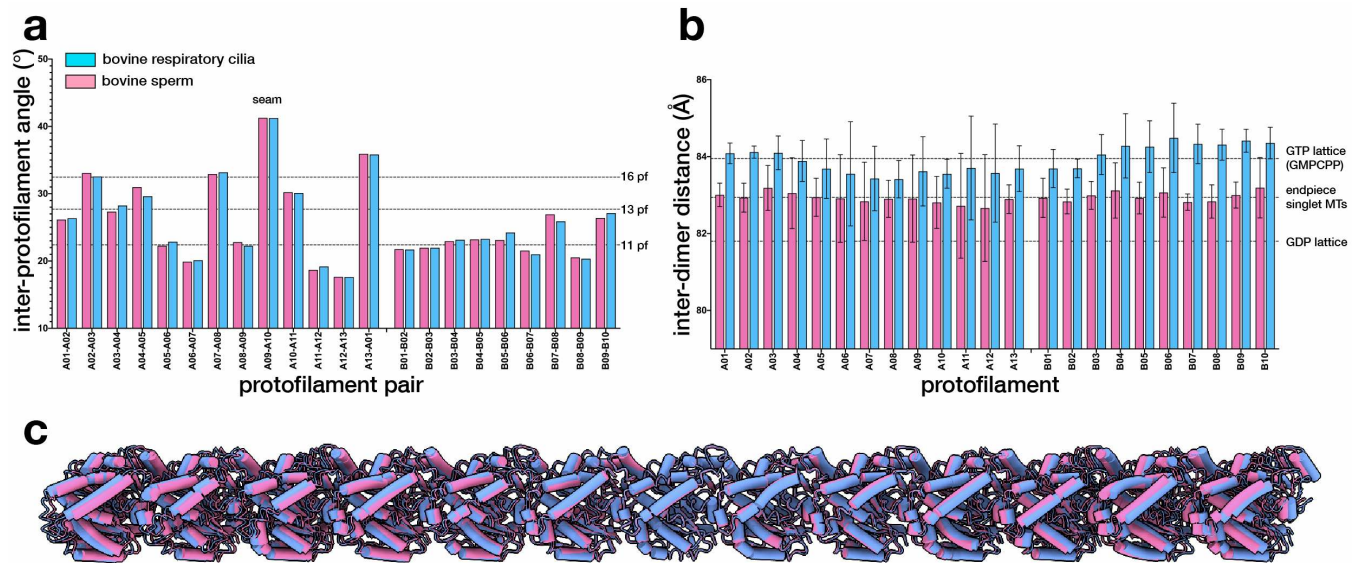 a
inter-protofilament angle (°)
bovine respiratory cilia
bovine sperm
50
40
30
20
10
seam
16 pf
13 pf
11 pf
A01-A02
A02-A03
A03-A04
A04-A05
A05-A06
A06-A07
A07-A08
A08-A09
A09-A10
A10-A11
A11-A12
A12-A13
A13-A01
B01-B02
B02-B03
B03-B04
B04-B05
B05-B06
B06-B07
B07-B08
B08-B09
B09-B10
protofilament pair
b
inter-dimer distance (Å)
86
84
82
80
GTP lattice
(GMPCPP)
endpiece
singlet MTs
GDP lattice
A01
A02
A03
A04
A05
A06
A07
A08
A09
A10
A11
A12
A13
B01
B02
B03
B04
B05
B06
B07
B08
B09
B10
protofilament
c